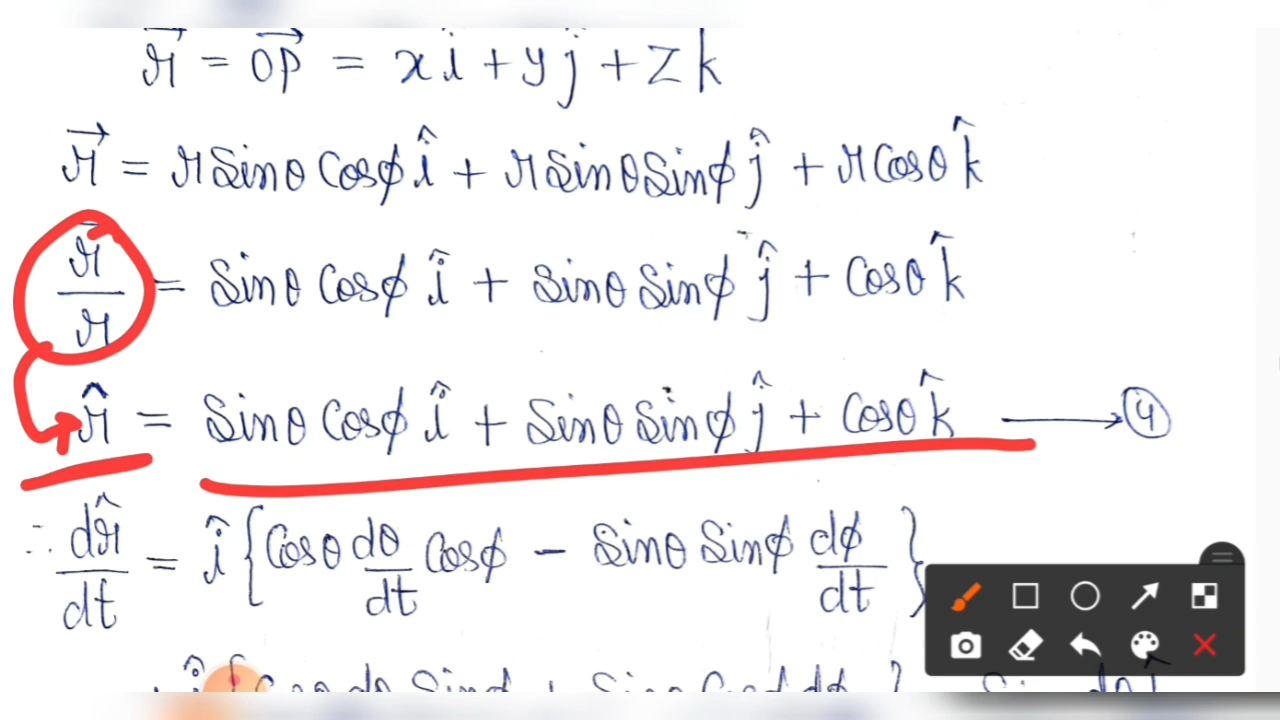 r⃗ = OP⃗ = x i + y j + z k
r⃗ = r Sinθ Cosϕ î + r Sinθ Sinϕ ĵ + r Cosθ k̂
r⃗/r = Sinθ Cosϕ î + Sinθ Sinϕ ĵ + Cosθ k̂
r̂ = Sinθ Cosϕ î + Sinθ Sinϕ ĵ + Cosθ k̂ → ④
∴ dr̂/dt = î {Cosθ dθ/dt Cosϕ − Sinθ Sinϕ dϕ/dt}